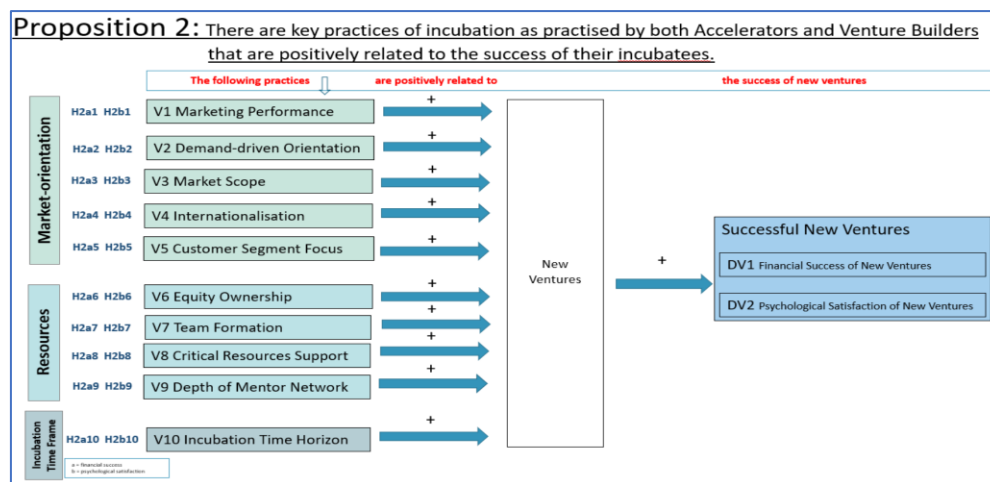 Proposition 2: There are key practices of incubation as practised by both Accelerators and Venture Builders
that are positively related to the success of their incubatees.
The following practices are positively related to the success of new ventures
Market-orientation
H2a1 H2b1 V1 Marketing Performance +
H2a2 H2b2 V2 Demand-driven Orientation +
H2a3 H2b3 V3 Market Scope +
H2a4 H2b4 V4 Internationalisation +
H2a5 H2b5 V5 Customer Segment Focus +
Resources
H2a6 H2b6 V6 Equity Ownership +
H2a7 H2b7 V7 Team Formation +
H2a8 H2b8 V8 Critical Resources Support +
H2a9 H2b9 V9 Depth of Mentor Network +
Incubation
Time Frame
H2a10 H2b10 V10 Incubation Time Horizon +
a = financial success
b = psychological satisfaction
New
Ventures
+
Successful New Ventures
DV1 Financial Success of New Ventures
DV2 Psychological Satisfaction of New Ventures